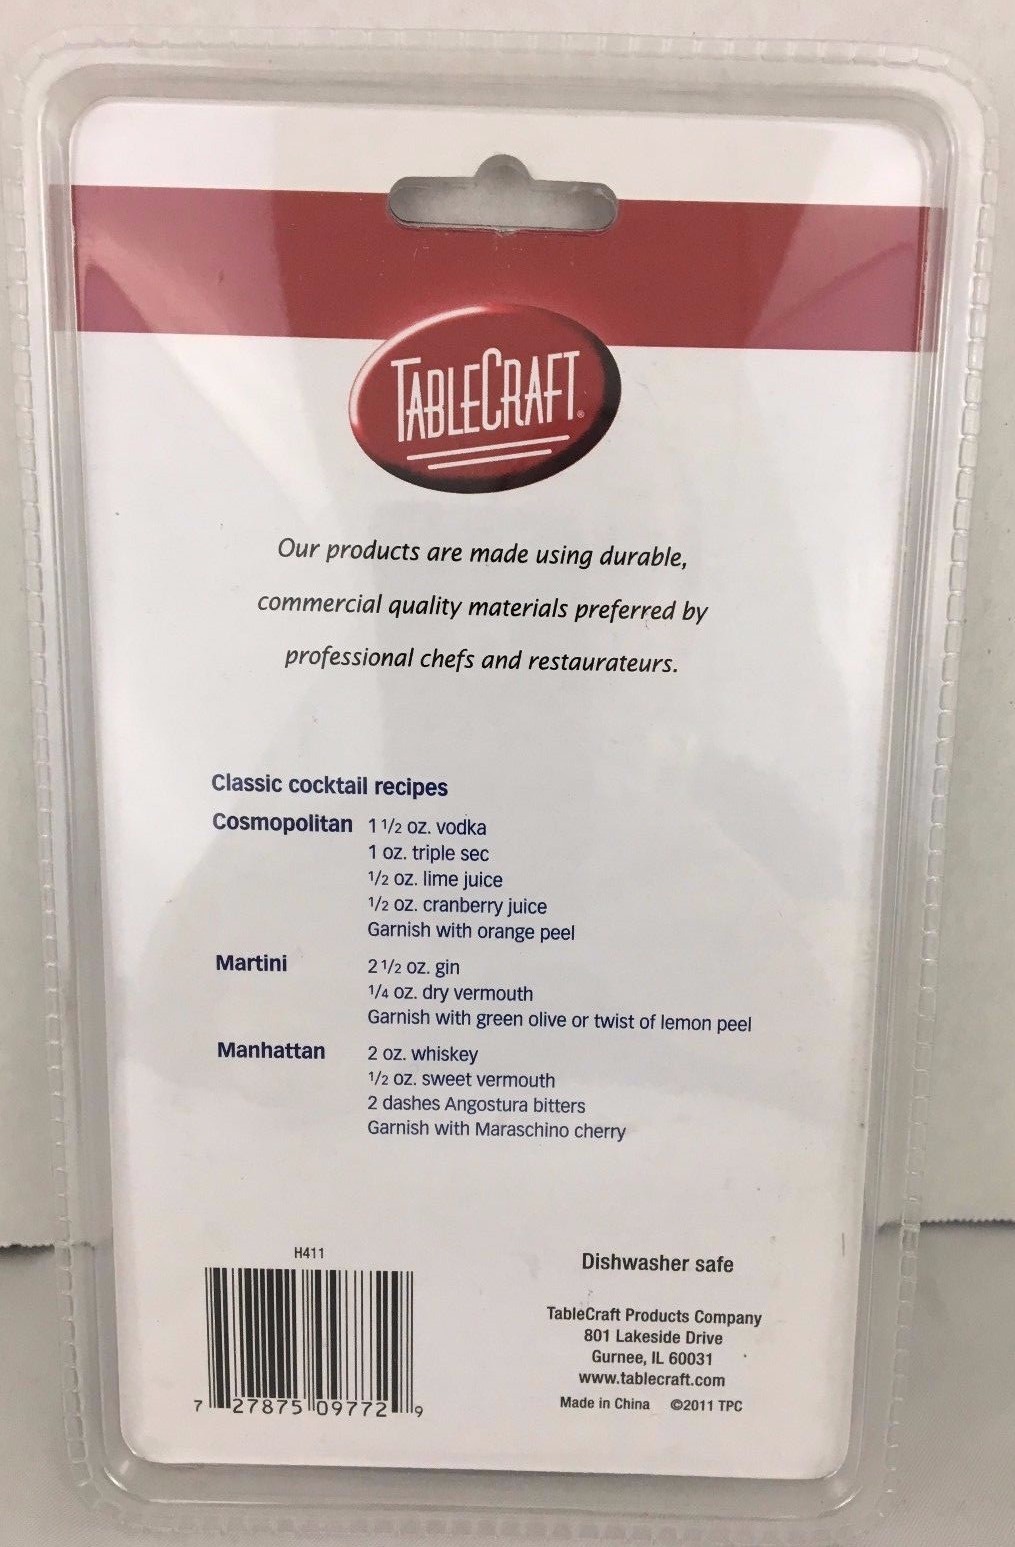 TABLECRAFT®
Our products are made using durable,
commercial quality materials preferred by
professional chefs and restaurateurs.
Classic cocktail recipes
Cosmopolitan 1 1/2 oz. vodka
1 oz. triple sec
1/2 oz. lime juice
1/2 oz. cranberry juice
Garnish with orange peel
Martini 2 1/2 oz. gin
1/4 oz. dry vermouth
Garnish with green olive or twist of lemon peel
Manhattan 2 oz. whiskey
1/2 oz. sweet vermouth
2 dashes Angostura bitters
Garnish with Maraschino cherry
H411
7 27875 09772 9
Dishwasher safe
TableCraft Products Company
801 Lakeside Drive
Gurnee, IL 60031
www.tablecraft.com
Made in China ©2011 TPC